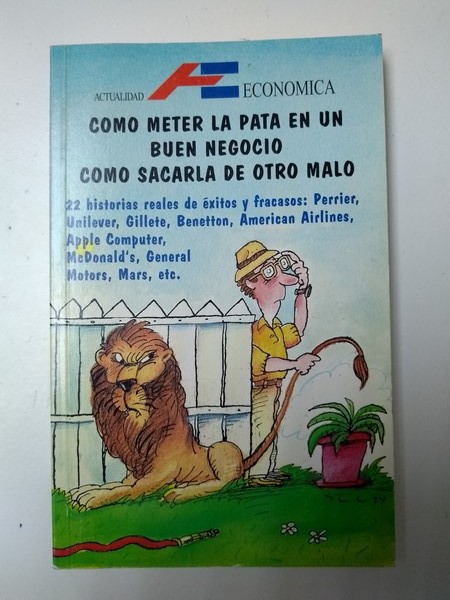 ACTUALIDAD AE ECONOMICA
COMO METER LA PATA EN UN
BUEN NEGOCIO
COMO SACARLA DE OTRO MALO
22 historias reales de éxitos y fracasos: Perrier,
Unilever, Gillete, Benetton, American Airlines,
Apple Computer,
McDonald's, General
Motors, Mars, etc.